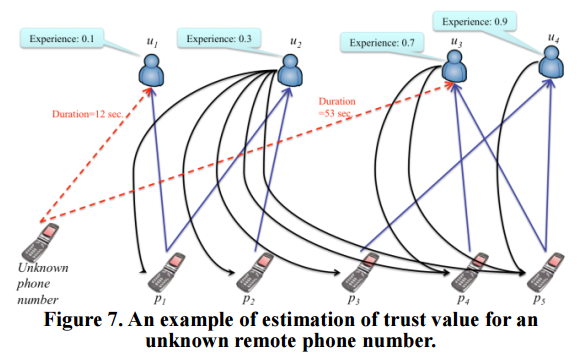 Experience: 0.1
u1
Experience: 0.3
u2
Experience: 0.7
u3
Experience: 0.9
u4
Duration=12 sec.
Duration
=53 sec.
Unknown
phone
number
p1
p2
p3
p4
p5
Figure 7. An example of estimation of trust value for an
unknown remote phone number.